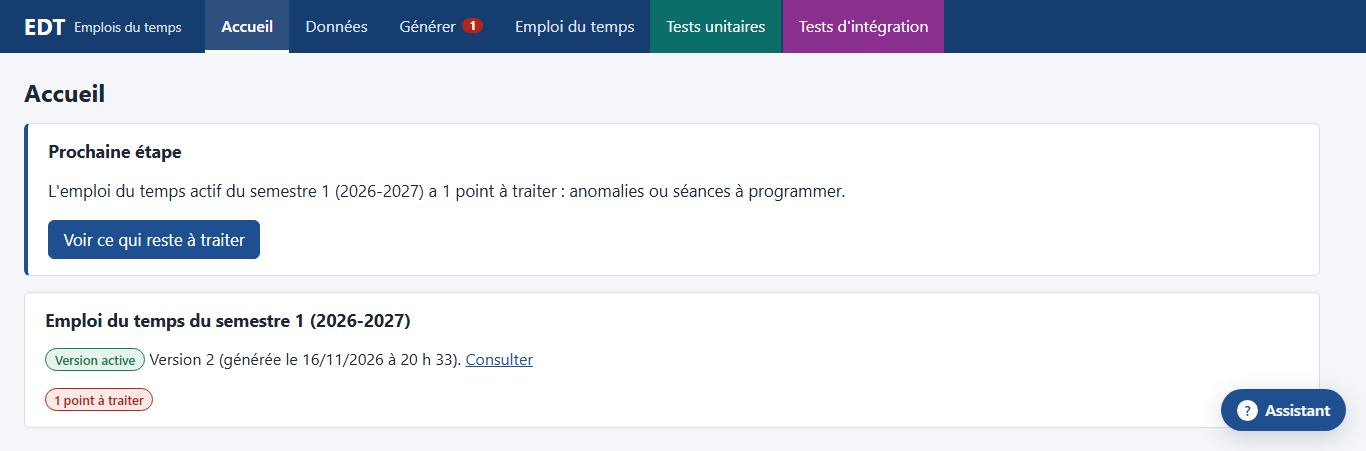 EDT Emplois du temps Accueil Données Générer 1 Emploi du temps Tests unitaires Tests d'intégration
Accueil
Prochaine étape
L'emploi du temps actif du semestre 1 (2026-2027) a 1 point à traiter : anomalies ou séances à programmer.
Voir ce qui reste à traiter
Emploi du temps du semestre 1 (2026-2027)
Version active Version 2 (générée le 16/11/2026 à 20 h 33). Consulter
1 point à traiter
? Assistant